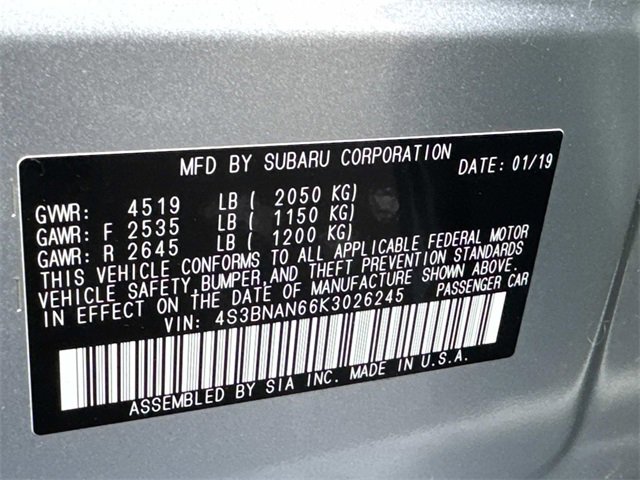 MFD BY SUBARU CORPORATION DATE: 01/19
GVWR: 4519 LB ( 2050 KG)
GAWR: F 2535 LB ( 1150 KG)
GAWR: R 2645 LB ( 1200 KG)
THIS VEHICLE CONFORMS TO ALL APPLICABLE FEDERAL MOTOR
VEHICLE SAFETY, BUMPER, AND THEFT PREVENTION STANDARDS
IN EFFECT ON THE DATE OF MANUFACTURE SHOWN ABOVE.
VIN: 4S3BNAN66K3026245 PASSENGER CAR
ASSEMBLED BY SIA INC. MADE IN U.S.A.